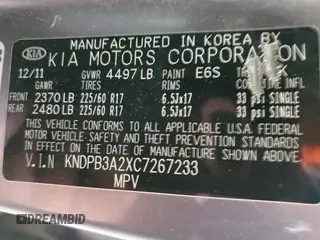 MANUFACTURED IN KOREA BY
KIA KIA MOTORS CORPORATION
12/11 GVWR 4497 LB PAINT E6S
TIRES RIMS
FRONT 2370 LB 225/60 R17 6.5Jx17 33 psi SINGLE
REAR 2480 LB 225/60 R17 6.5Jx17 33 psi SINGLE
THIS VEHICLE CONFORMS TO ALL APPLICABLE
FEDERAL MOTOR VEHICLE SAFETY
AND THEFT PREVENTION STANDARDS IN
EFFECT ON THE DATE OF MANUFACTURE
SHOWN ABOVE
V.I.N KNDPB3A2XC7267233
MPV
DREAMBID